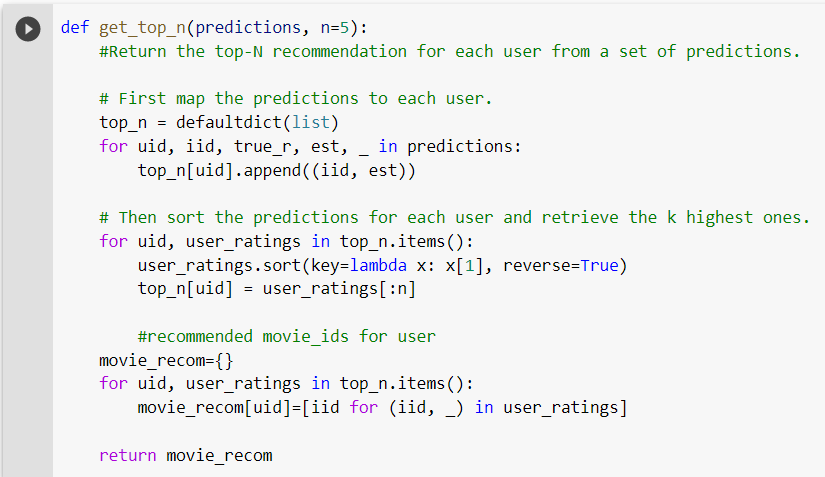 def get_top_n(predictions, n=5):
    #Return the top-N recommendation for each user from a set of predictions.
    # First map the predictions to each user.
    top_n = defaultdict(list)
    for uid, iid, true_r, est, _ in predictions:
        top_n[uid].append((iid, est))
    # Then sort the predictions for each user and retrieve the k highest ones.
    for uid, user_ratings in top_n.items():
        user_ratings.sort(key=lambda x: x[1], reverse=True)
        top_n[uid] = user_ratings[:n]
        #recommended movie_ids for user
    movie_recom={}
    for uid, user_ratings in top_n.items():
        movie_recom[uid]=[iid for (iid, _) in user_ratings]
    return movie_recom